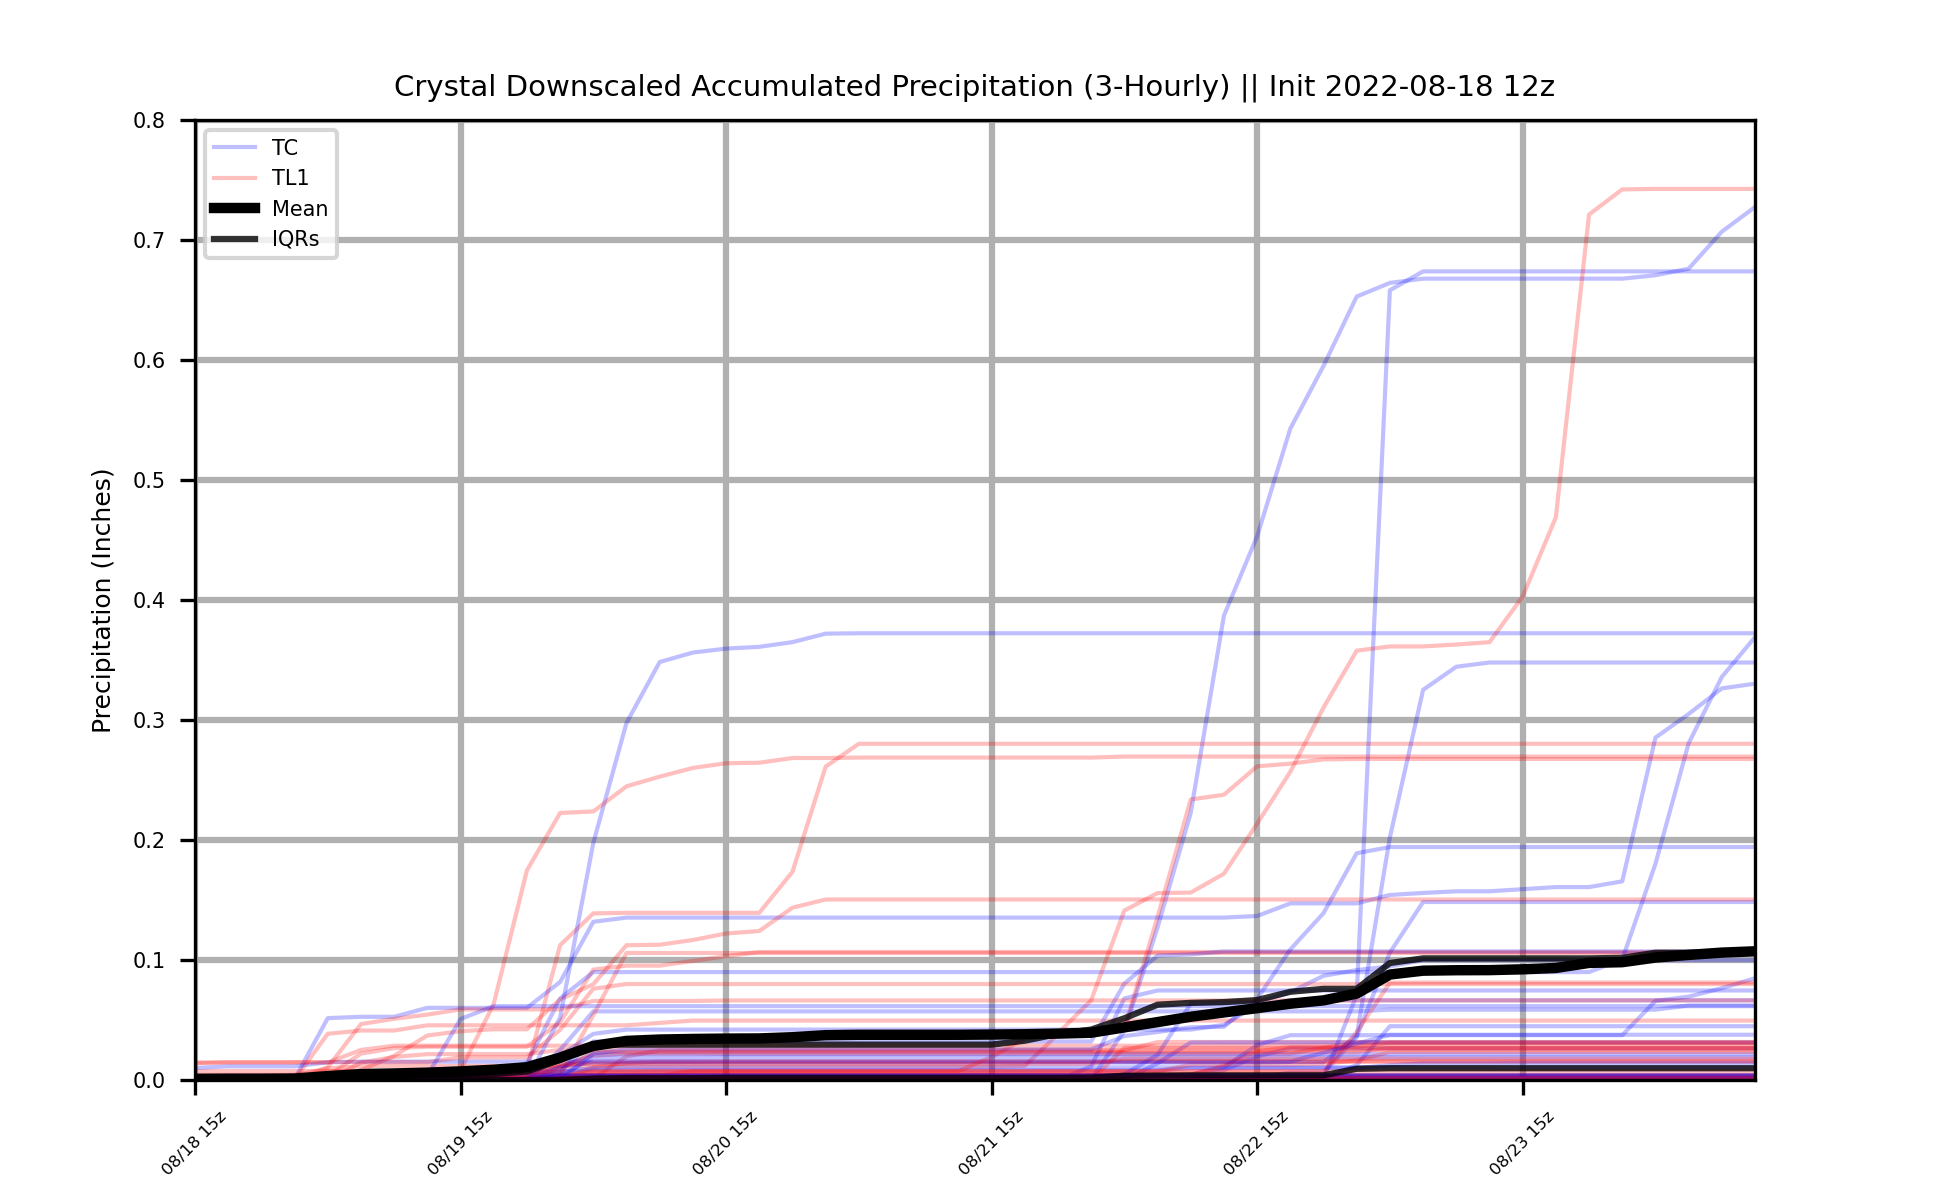 Crystal Downscaled Accumulated Precipitation (3-Hourly) || Init 2022-08-18 12z
Precipitation (Inches)
0.8
0.7
0.6
0.5
0.4
0.3
0.2
0.1
0.0
TC
TL1
Mean
IQRs
08/18 15z
08/19 15z
08/20 15z
08/21 15z
08/22 15z
08/23 15z